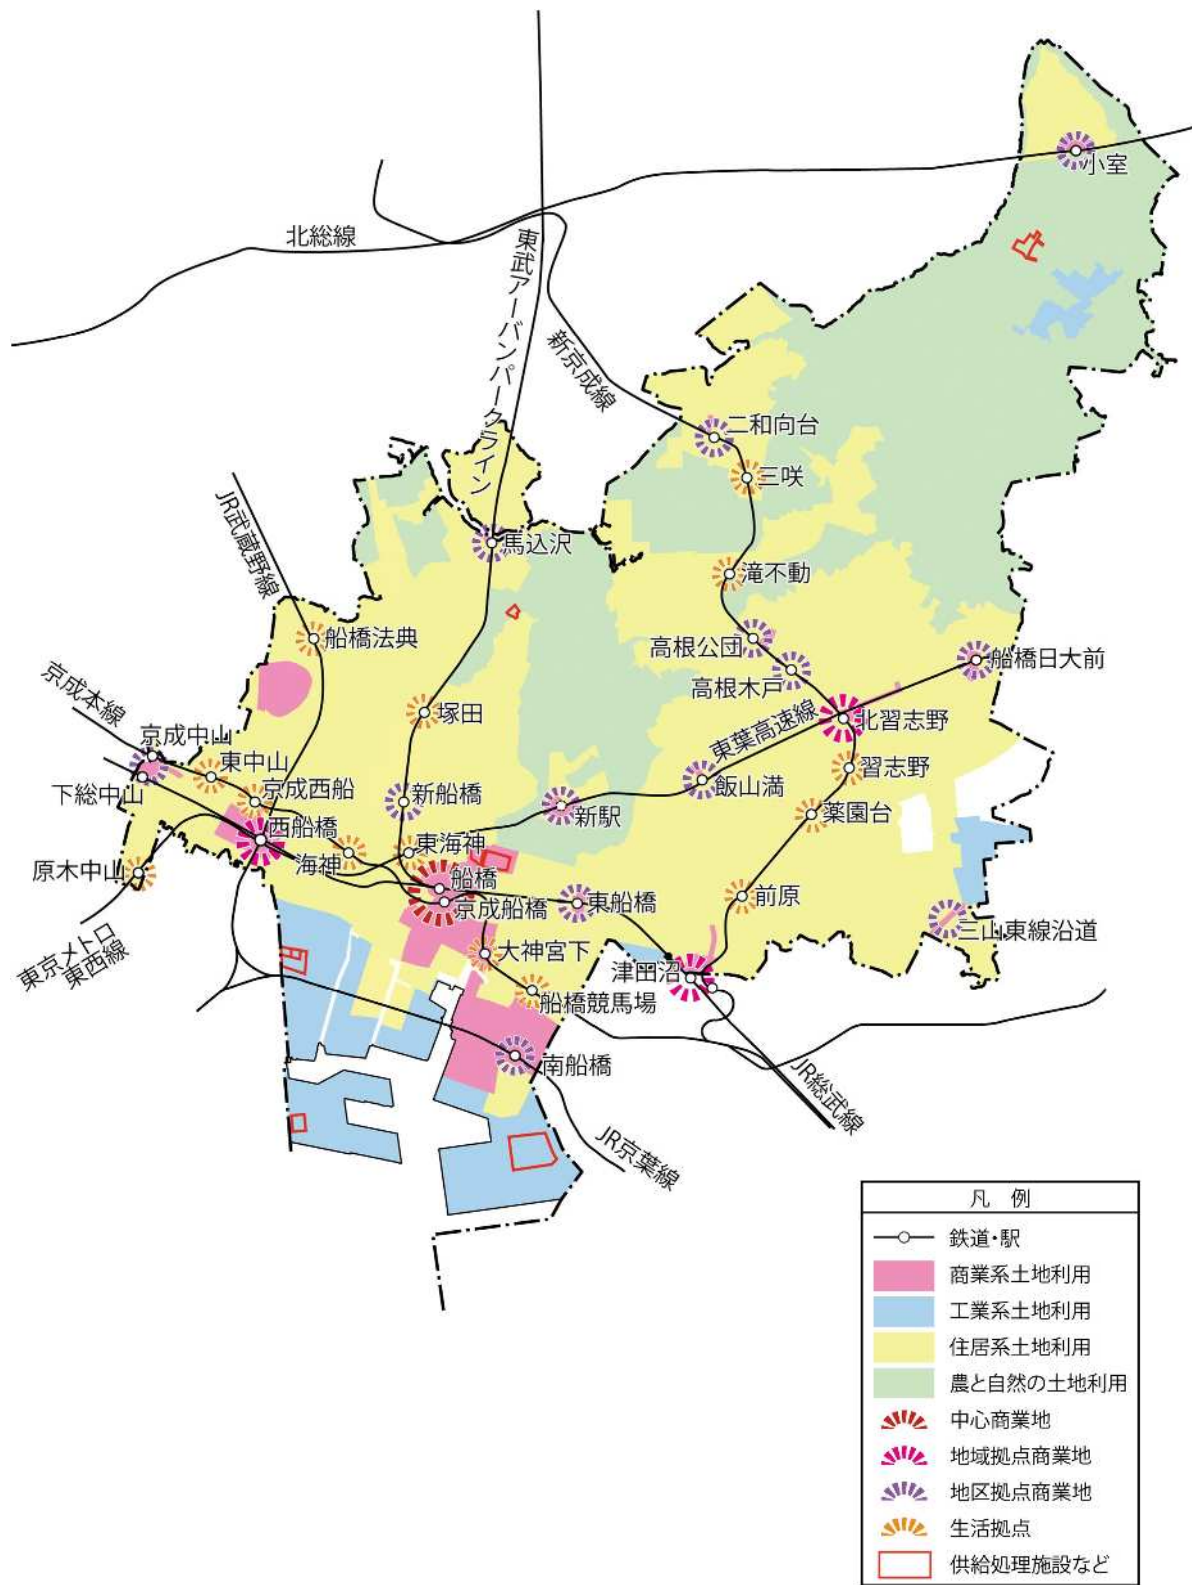 小室
北総線
東武アーバンパークライン
新京成線
二和向台
三咲
JR武蔵野線
馬込沢
滝不動
船橋法典
高根公団
船橋日大前
高根木戸
京成本線
塚田
北習志野
東葉高速線
京成中山
東中山
習志野
下総中山
京成西船
新船橋
飯山満
新駅
薬園台
西船橋
東海神
海神
原木中山
船橋
京成船橋
東船橋
前原
三山東線沿道
東京メトロ
東西線
大神宮下
津田沼
船橋競馬場
南船橋
JR総武線
JR京葉線
凡 例
鉄道・駅
商業系土地利用
工業系土地利用
住居系土地利用
農と自然の土地利用
中心商業地
地域拠点商業地
地区拠点商業地
生活拠点
供給処理施設など